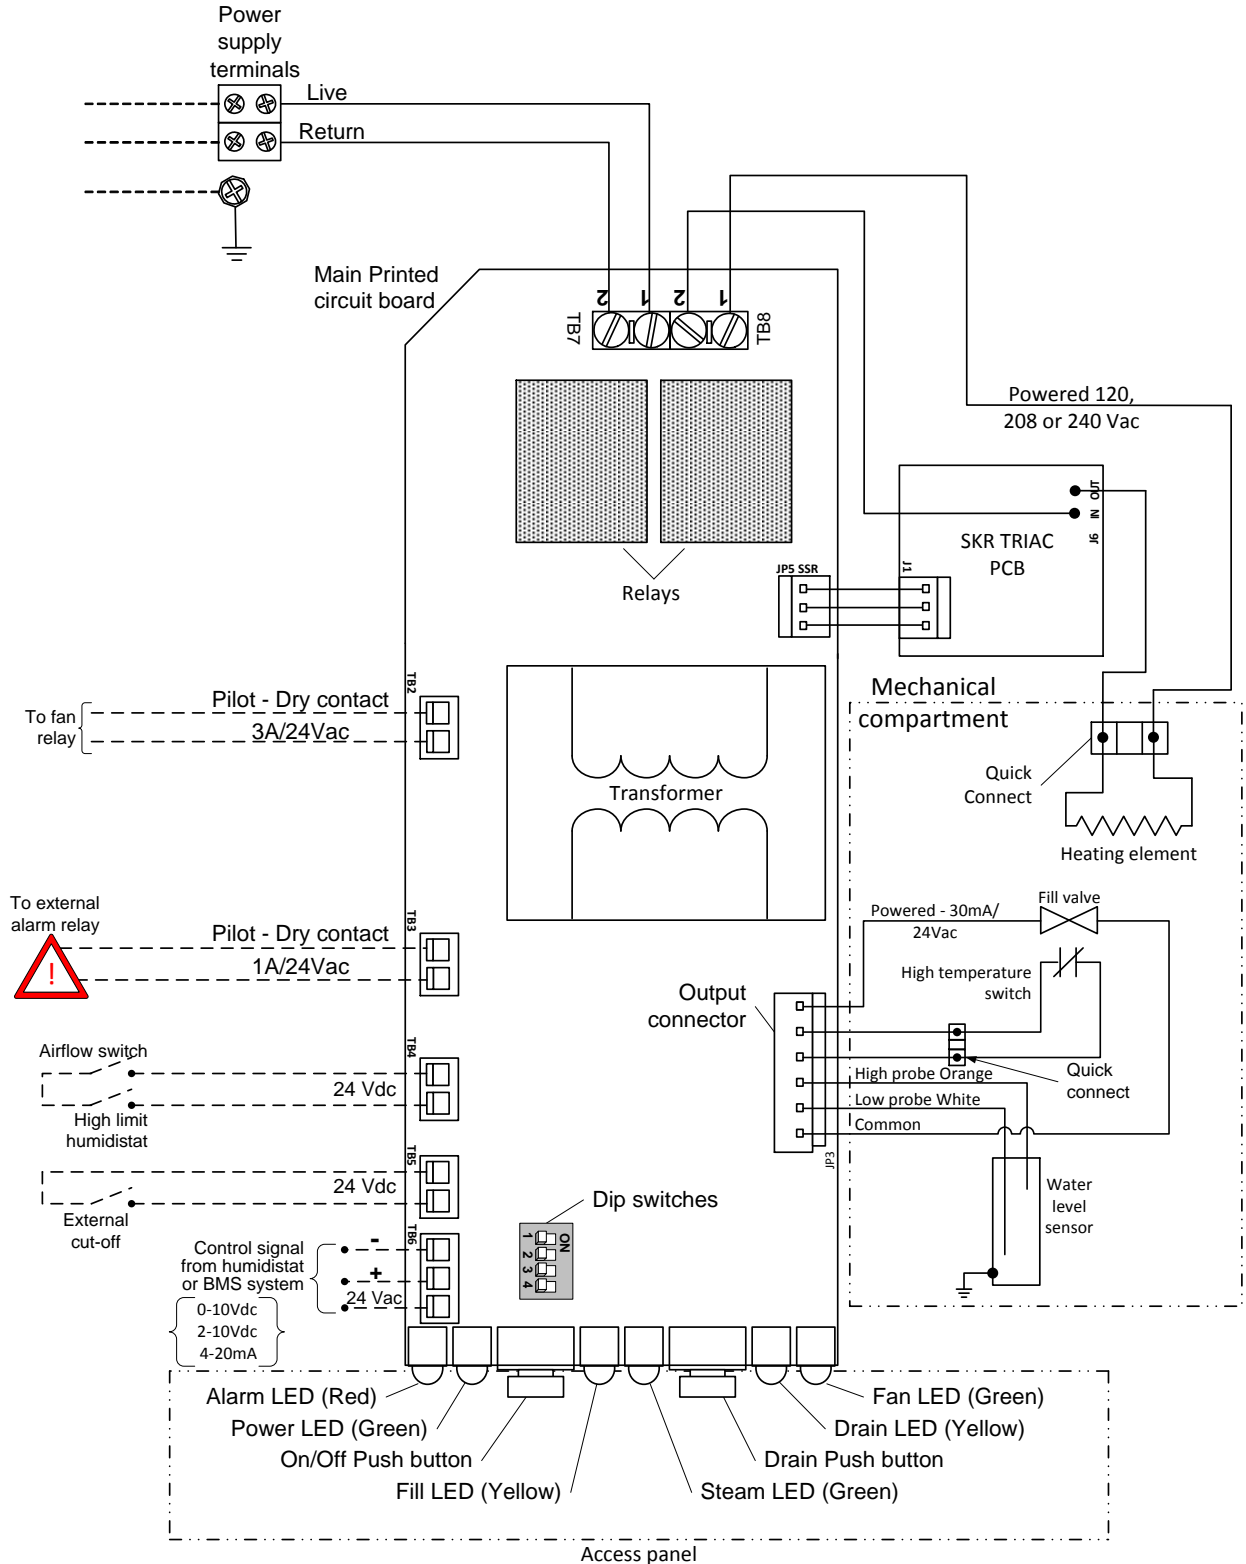 Power
supply
terminals
Live
Return
Main Printed
circuit board
2 1 2 1
TB7
TB8
Powered 120,
208 or 240 Vac
OUT
IN
J6
SKR TRIAC
PCB
J1
JP5 SSR
Relays
TB2
Pilot - Dry contact
3A/24Vac
To fan
relay
Mechanical
compartment
Quick
Connect
Transformer
Heating element
To external
alarm relay
!
TB3
Pilot - Dry contact
1A/24Vac
Powered - 30mA/
24Vac
Fill valve
High temperature
switch
Output
connector
Airflow switch
TB4
24 Vdc
High limit
humidistat
High probe Orange
Quick
connect
Low probe White
Common
JP3
TB5
24 Vdc
External
cut-off
Water
level
sensor
Dip switches
ON
1
2
3
4
TB6
Control signal
from humidistat
or BMS system
-
+
24 Vac
0-10Vdc
2-10Vdc
4-20mA
Alarm LED (Red)
Fan LED (Green)
Power LED (Green)
Drain LED (Yellow)
On/Off Push button
Drain Push button
Fill LED (Yellow)
Steam LED (Green)
Access panel